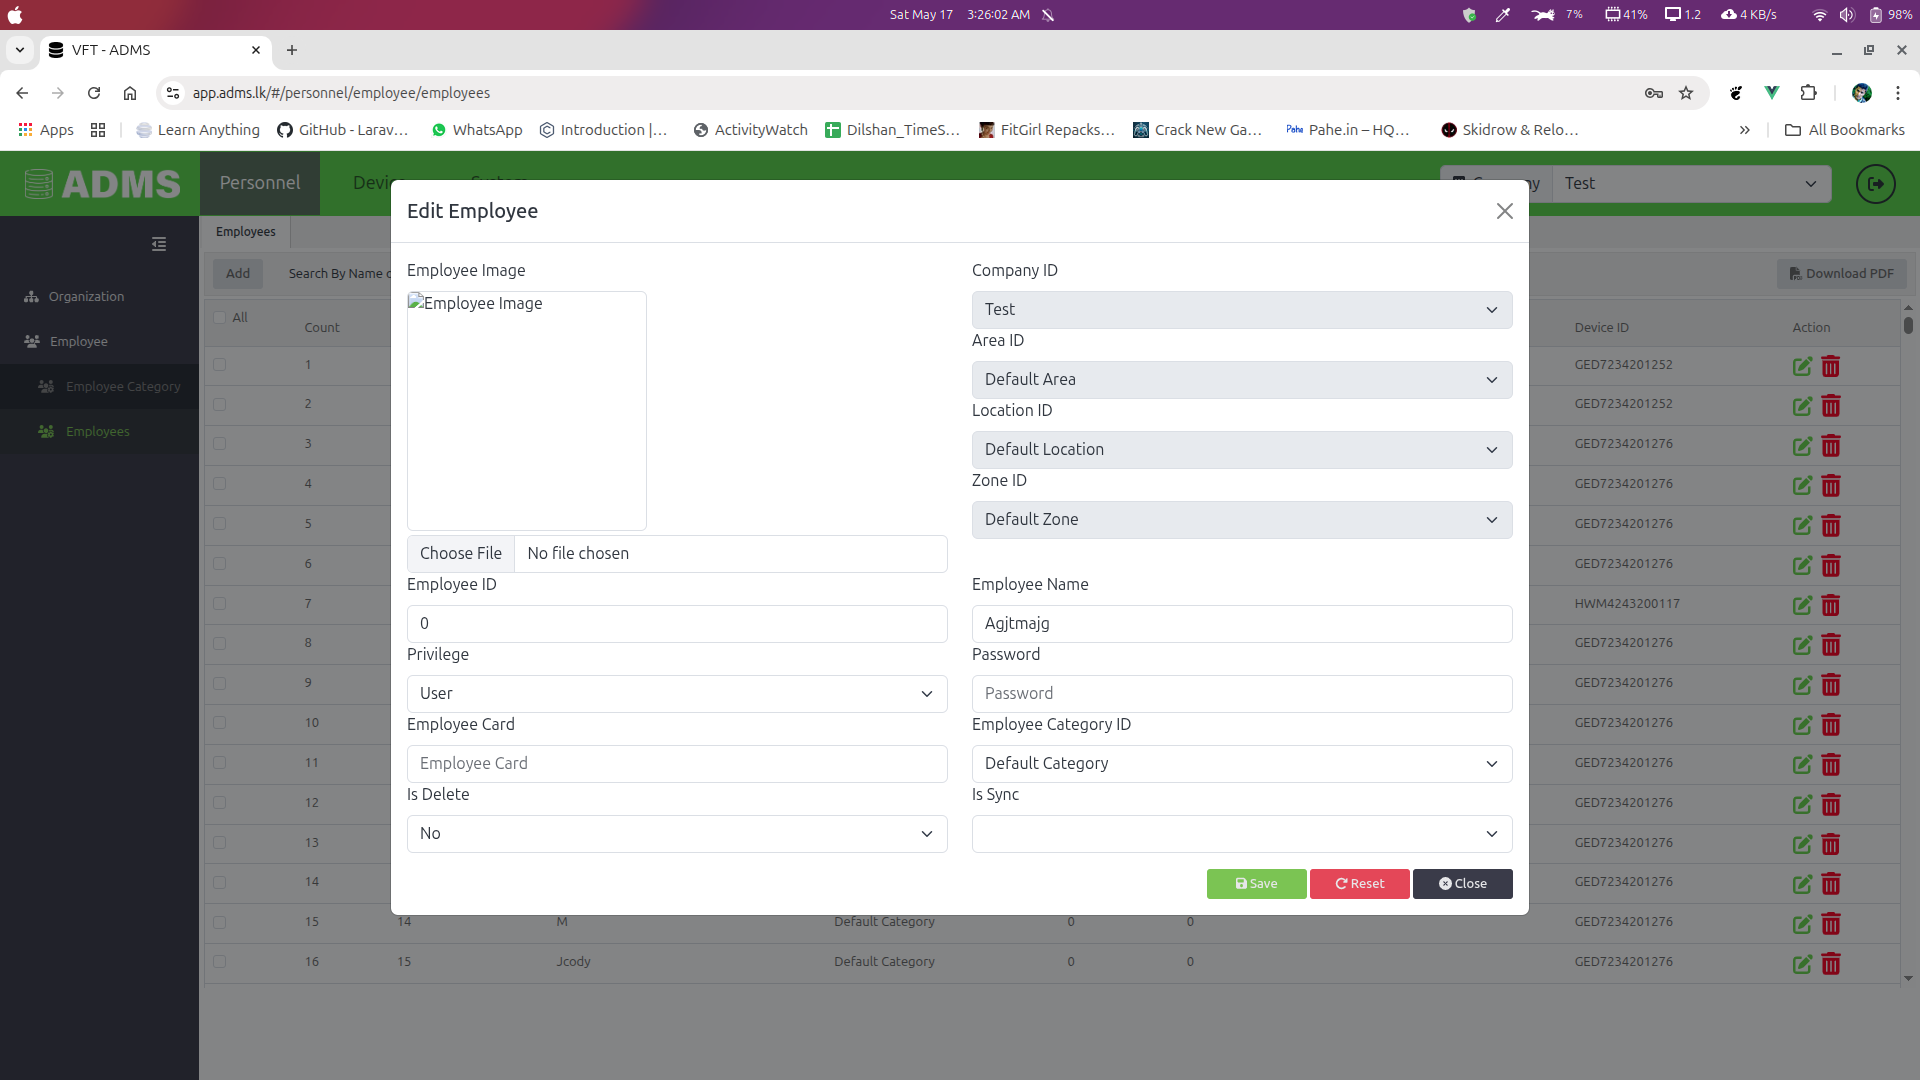 Sat May 17 3:26:02 AM 7% 41% 1.2 4 KB/s 98%
VFT - ADMS
app.adms.lk/#/personnel/employee/employees
Apps Learn Anything GitHub - Larav... WhatsApp Introduction |... ActivityWatch Dilshan_TimeS... FitGirl Repacks... Crack New Ga... Pahe Pahe.in – HQ... Skidrow & Relo... All Bookmarks
ADMS Personnel Test
Edit Employee
Employees
Add Search By Name Download PDF
Organization
Employee
Employee Category
Employees
All Count Device ID Action
1 GED7234201252
2 GED7234201252
3 GED7234201276
4 GED7234201276
5 GED7234201276
6 GED7234201276
7 HWM4243200117
8 GED7234201276
9 GED7234201276
10 GED7234201276
11 GED7234201276
12 GED7234201276
13 GED7234201276
14 GED7234201276
15 14 M Default Category 0 0 GED7234201276
16 15 Jcody Default Category 0 0 GED7234201276
Employee Image
Employee Image
Choose File No file chosen
Company ID
Test
Area ID
Default Area
Location ID
Default Location
Zone ID
Default Zone
Employee ID
0
Employee Name
Agjtmajg
Privilege
User
Password
Password
Employee Card
Employee Card
Employee Category ID
Default Category
Is Delete
No
Is Sync
Save Reset Close